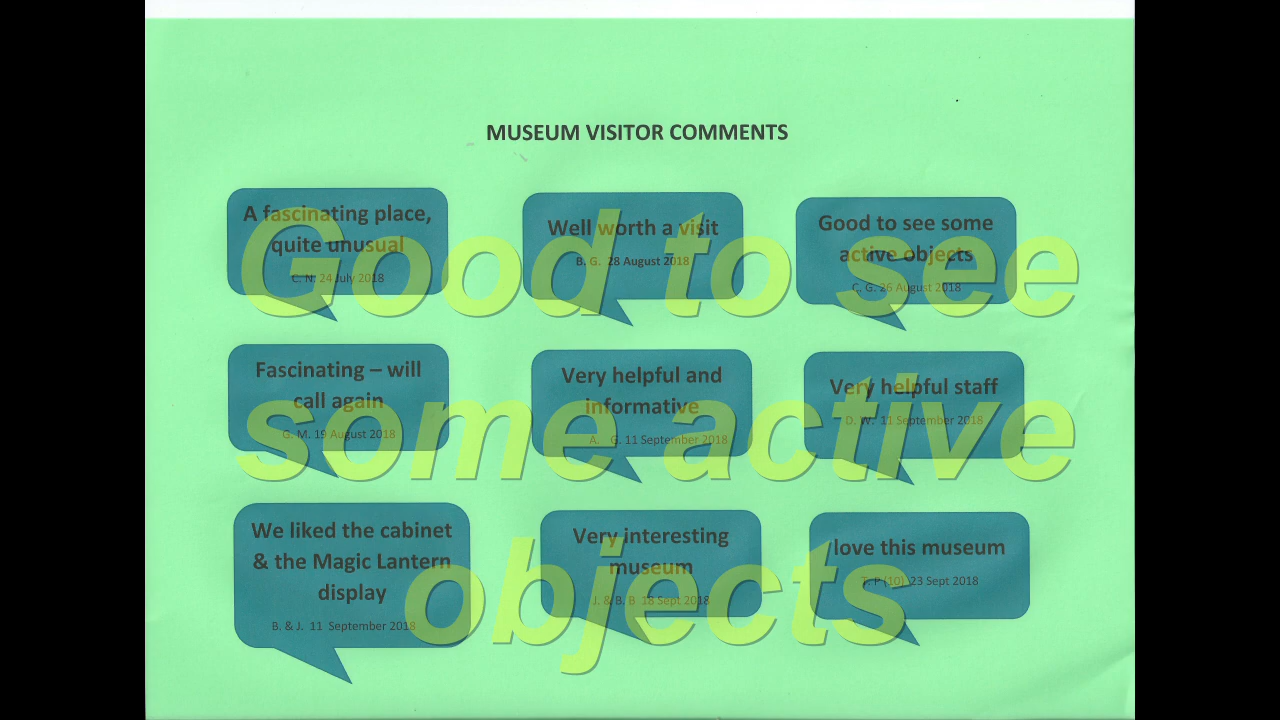 MUSEUM VISITOR COMMENTS
A fascinating place,
quite unusual
C. N. 24 July 2018
Well worth a visit
B. G. 28 August 2018
Good to see some
active objects
C. G. 26 August 2018
Fascinating – will
call again
G. M. 19 August 2018
Very helpful and
informative
A. G. 11 September 2018
Very helpful staff
D. W. 11 September 2018
We liked the cabinet
& the Magic Lantern
display
B. & J. 11 September 2018
Very interesting
museum
J. & B. B 18 Sept 2018
love this museum
T. P (10) 23 Sept 2018
Good to see
some active
objects